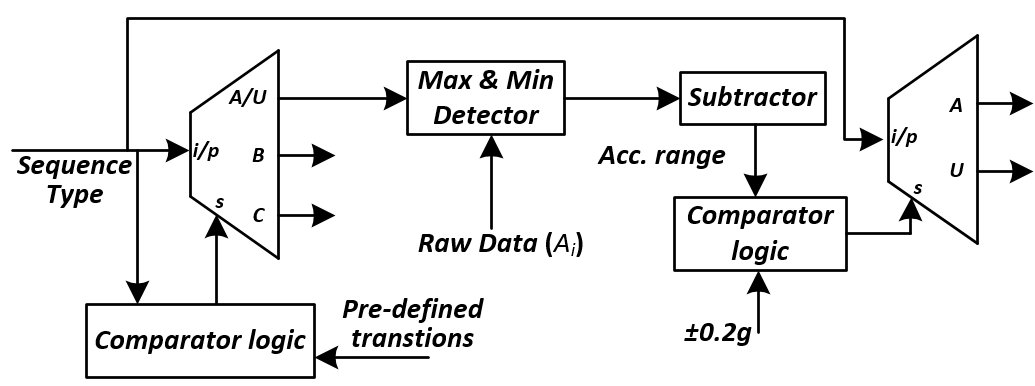 Sequence
Type
i/p
A/U
B
C
s
Comparator logic
Pre-defined
transtions
Max & Min
Detector
Raw Data (Ai)
Subtractor
Acc. range
Comparator
logic
±0.2g
i/p
A
U
s